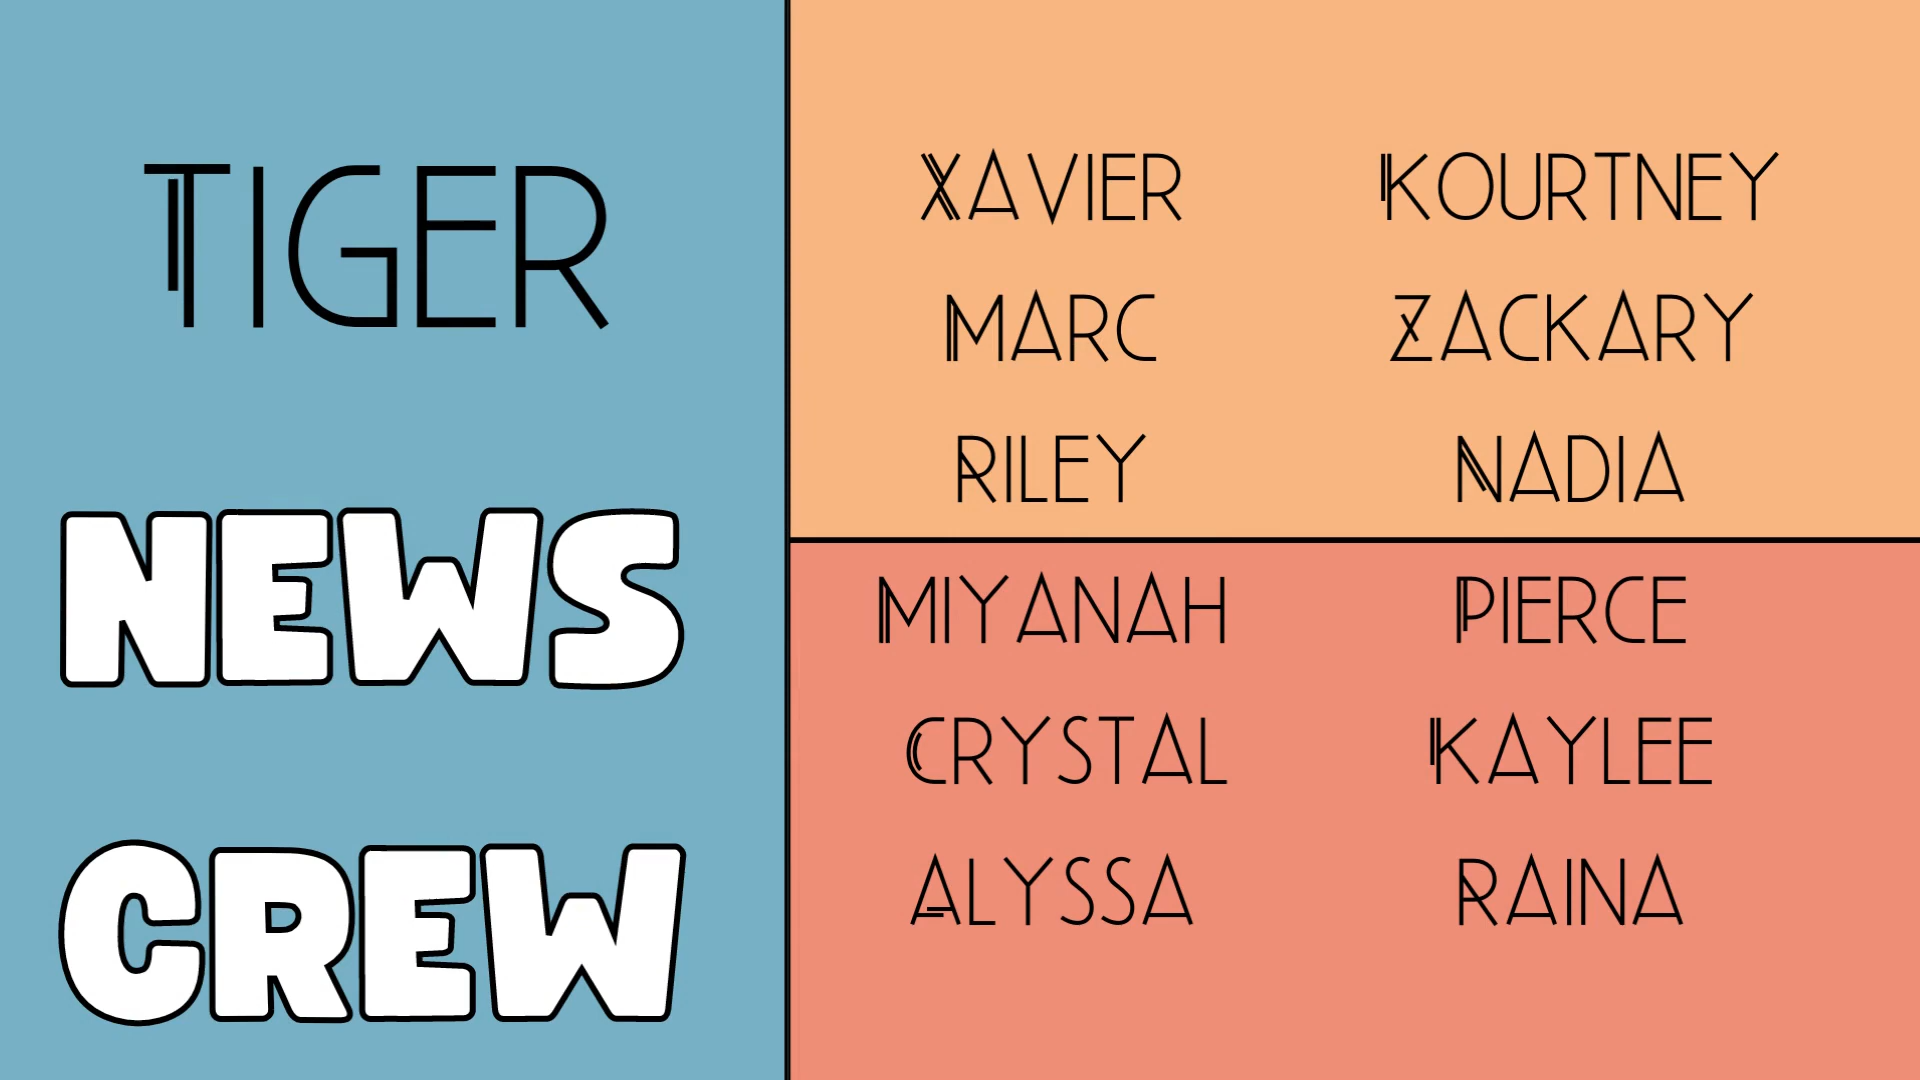 TIGER
NEWS
CREW
XAVIER KOURTNEY
MARC ZACKARY
RILEY NADIA
MIYANAH PIERCE
CRYSTAL KAYLEE
ALYSSA RAINA